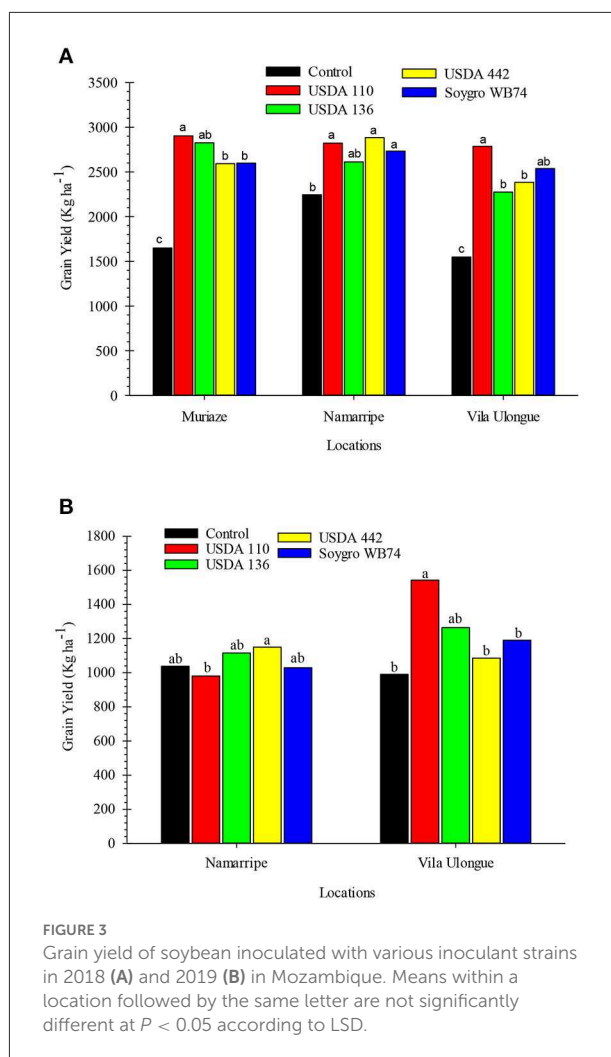 A
Control
USDA 110
USDA 136
USDA 442
Soygro WB74
3500
3000
2500
2000
1500
1000
500
0
Grain Yield (Kg ha⁻¹)
c a ab b b
b a ab a a
c a b b ab
Muriaze Namarripe Vila Ulongue
Locations
B
Control
USDA 110
USDA 136
USDA 442
Soygro WB74
1800
1600
1400
1200
1000
800
600
400
200
0
Grain Yield (Kg ha⁻¹)
ab b ab a ab
b a ab b b
Namarripe Vila Ulongue
Locations
FIGURE 3
Grain yield of soybean inoculated with various inoculant strains
in 2018 (A) and 2019 (B) in Mozambique. Means within a
location followed by the same letter are not significantly
different at P < 0.05 according to LSD.